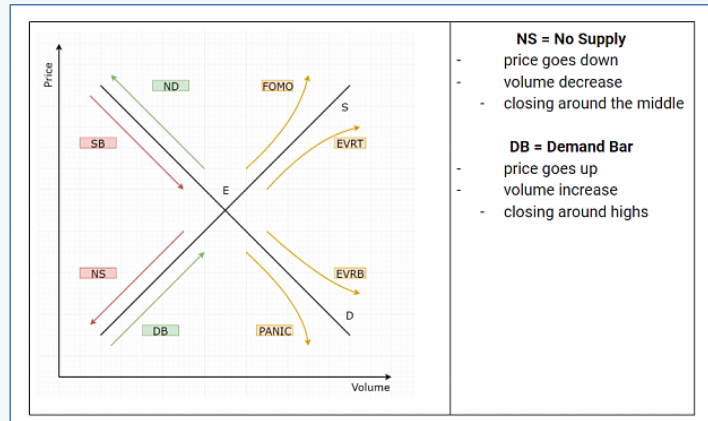 Price
ND
FOMO
S
SB
EVRT
E
NS
EVRB
D
DB
PANIC
Volume
NS = No Supply
- price goes down
- volume decrease
- closing around the middle
DB = Demand Bar
- price goes up
- volume increase
- closing around highs